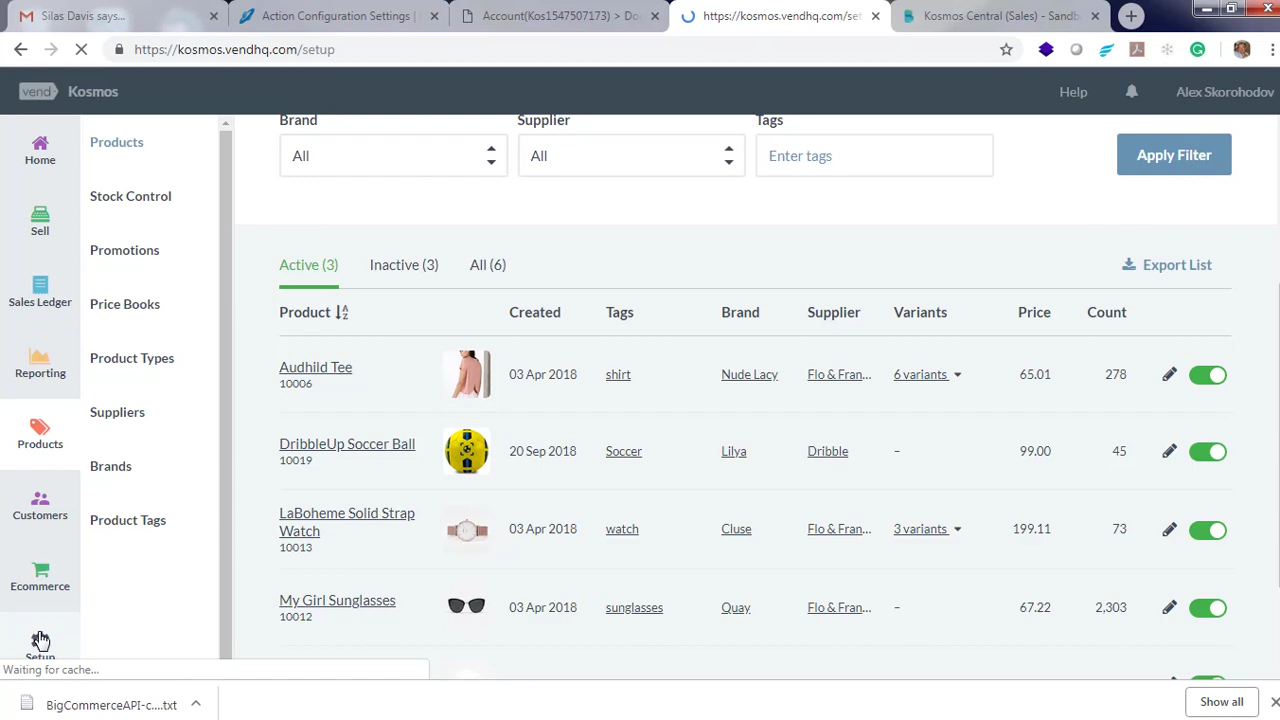 Silas Davis says...
Action Configuration Settings |
Account(Kos1547507173) > Do
https://kosmos.vendhq.com/set
Kosmos Central (Sales) - Sandb
https://kosmos.vendhq.com/setup
vend Kosmos
Help
Alex Skorohodov
Home
Sell
Sales Ledger
Reporting
Products
Customers
Ecommerce
Setup
Products
Stock Control
Promotions
Price Books
Product Types
Suppliers
Brands
Product Tags
Brand Supplier Tags
All All Enter tags Apply Filter
Active (3) Inactive (3) All (6) Export List
Product Created Tags Brand Supplier Variants Price Count
Audhild Tee 03 Apr 2018 shirt Nude Lacy Flo & Fran... 6 variants 65.01 278
10006
DribbleUp Soccer Ball 20 Sep 2018 Soccer Lilya Dribble – 99.00 45
10019
LaBoheme Solid Strap
Watch 03 Apr 2018 watch Cluse Flo & Fran... 3 variants 199.11 73
10013
My Girl Sunglasses 03 Apr 2018 sunglasses Quay Flo & Fran... – 67.22 2,303
10012
Waiting for cache...
BigCommerceAPI-c....txt
Show all